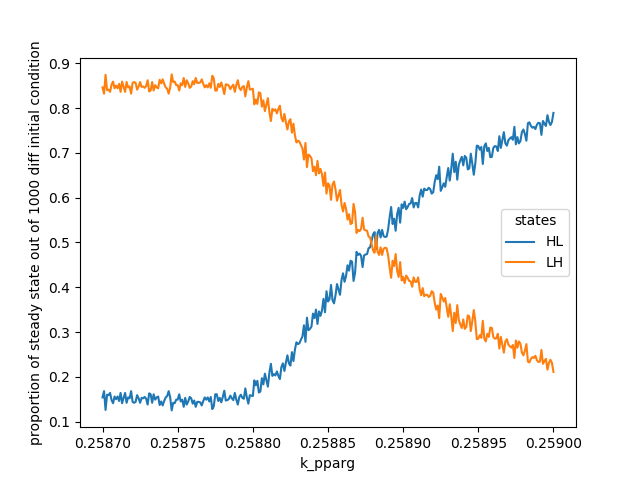 proportion of steady state out of 1000 diff initial condition
0.9
0.8
0.7
0.6
0.5
0.4
0.3
0.2
0.1
states
HL
LH
0.25870 0.25875 0.25880 0.25885 0.25890 0.25895 0.25900
k_pparg